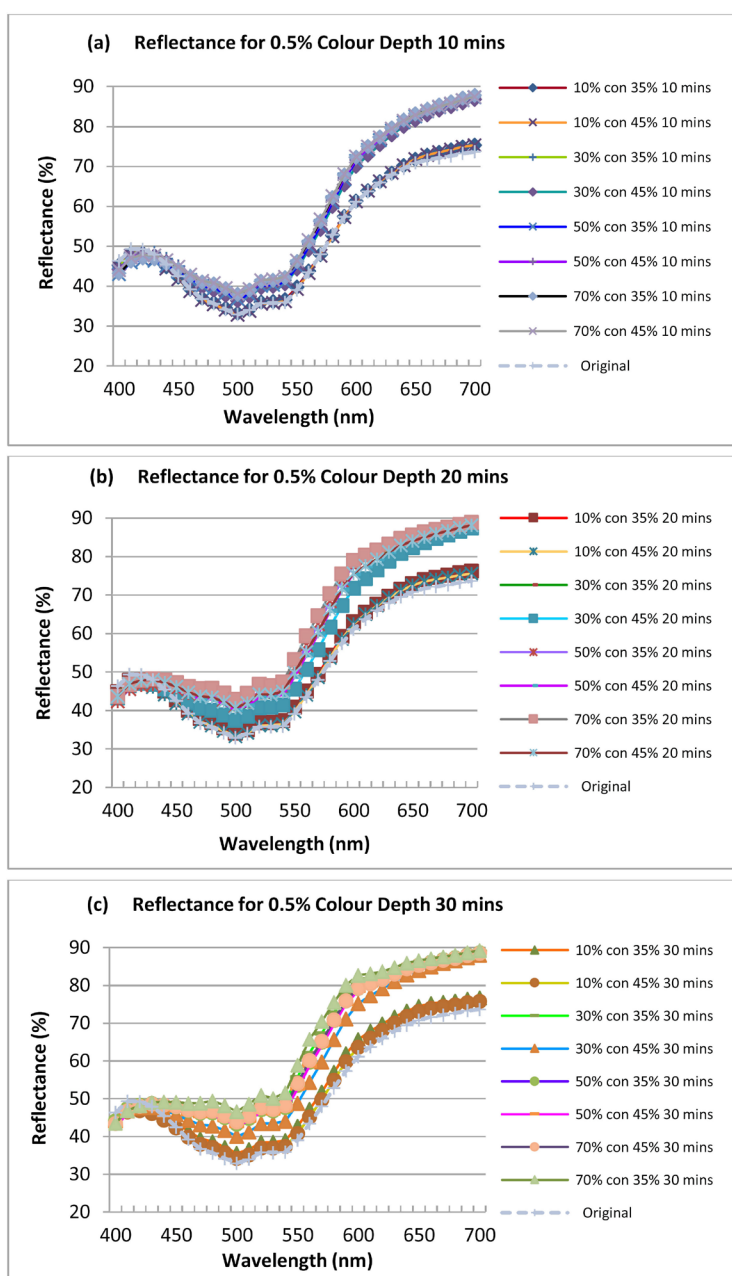 (a) Reflectance for 0.5% Colour Depth 10 mins
90
80
70
60
50
40
30
20
Reflectance (%)
400 450 500 550 600 650 700
Wavelength (nm)
10% con 35% 10 mins
10% con 45% 10 mins
30% con 35% 10 mins
30% con 45% 10 mins
50% con 35% 10 mins
50% con 45% 10 mins
70% con 35% 10 mins
70% con 45% 10 mins
Original
(b) Reflectance for 0.5% Colour Depth 20 mins
90
80
70
60
50
40
30
20
Reflectance (%)
400 450 500 550 600 650 700
Wavelength (nm)
10% con 35% 20 mins
10% con 45% 20 mins
30% con 35% 20 mins
30% con 45% 20 mins
50% con 35% 20 mins
50% con 45% 20 mins
70% con 35% 20 mins
70% con 45% 20 mins
Original
(c) Reflectance for 0.5% Colour Depth 30 mins
90
80
70
60
50
40
30
20
Reflectance (%)
400 450 500 550 600 650 700
Wavelength (nm)
10% con 35% 30 mins
10% con 45% 30 mins
30% con 35% 30 mins
30% con 45% 30 mins
50% con 35% 30 mins
50% con 45% 30 mins
70% con 45% 30 mins
70% con 35% 30 mins
Original